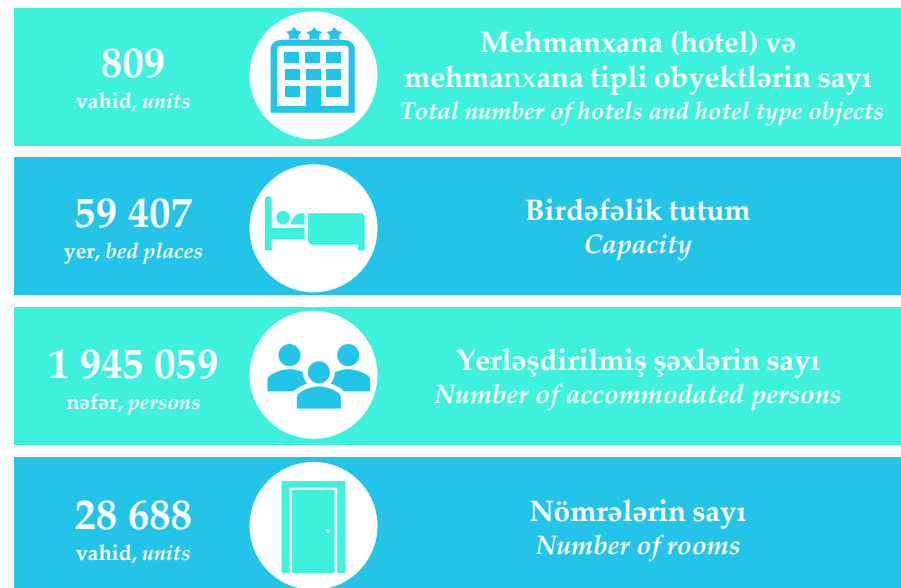 809
vahid, units
Mehmanxana (hotel) və
mehmanxana tipli obyektlərin sayı
Total number of hotels and hotel type objects
59 407
yer, bed places
Birdəfəlik tutum
Capacity
1 945 059
nəfər, persons
Yerləşdirilmiş şəxlərin sayı
Number of accommodated persons
28 688
vahid, units
Nömrələrin sayı
Number of rooms